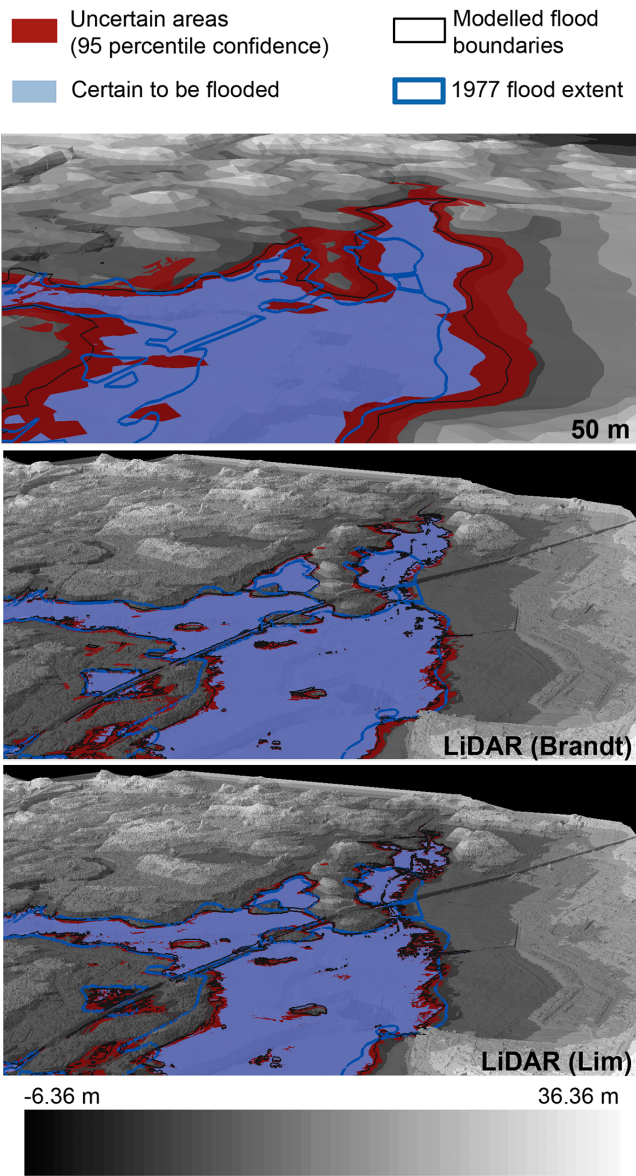 Uncertain areas
(95 percentile confidence)
Modelled flood
boundaries
Certain to be flooded
1977 flood extent
50 m
LiDAR (Brandt)
LiDAR (Lim)
-6.36 m
36.36 m